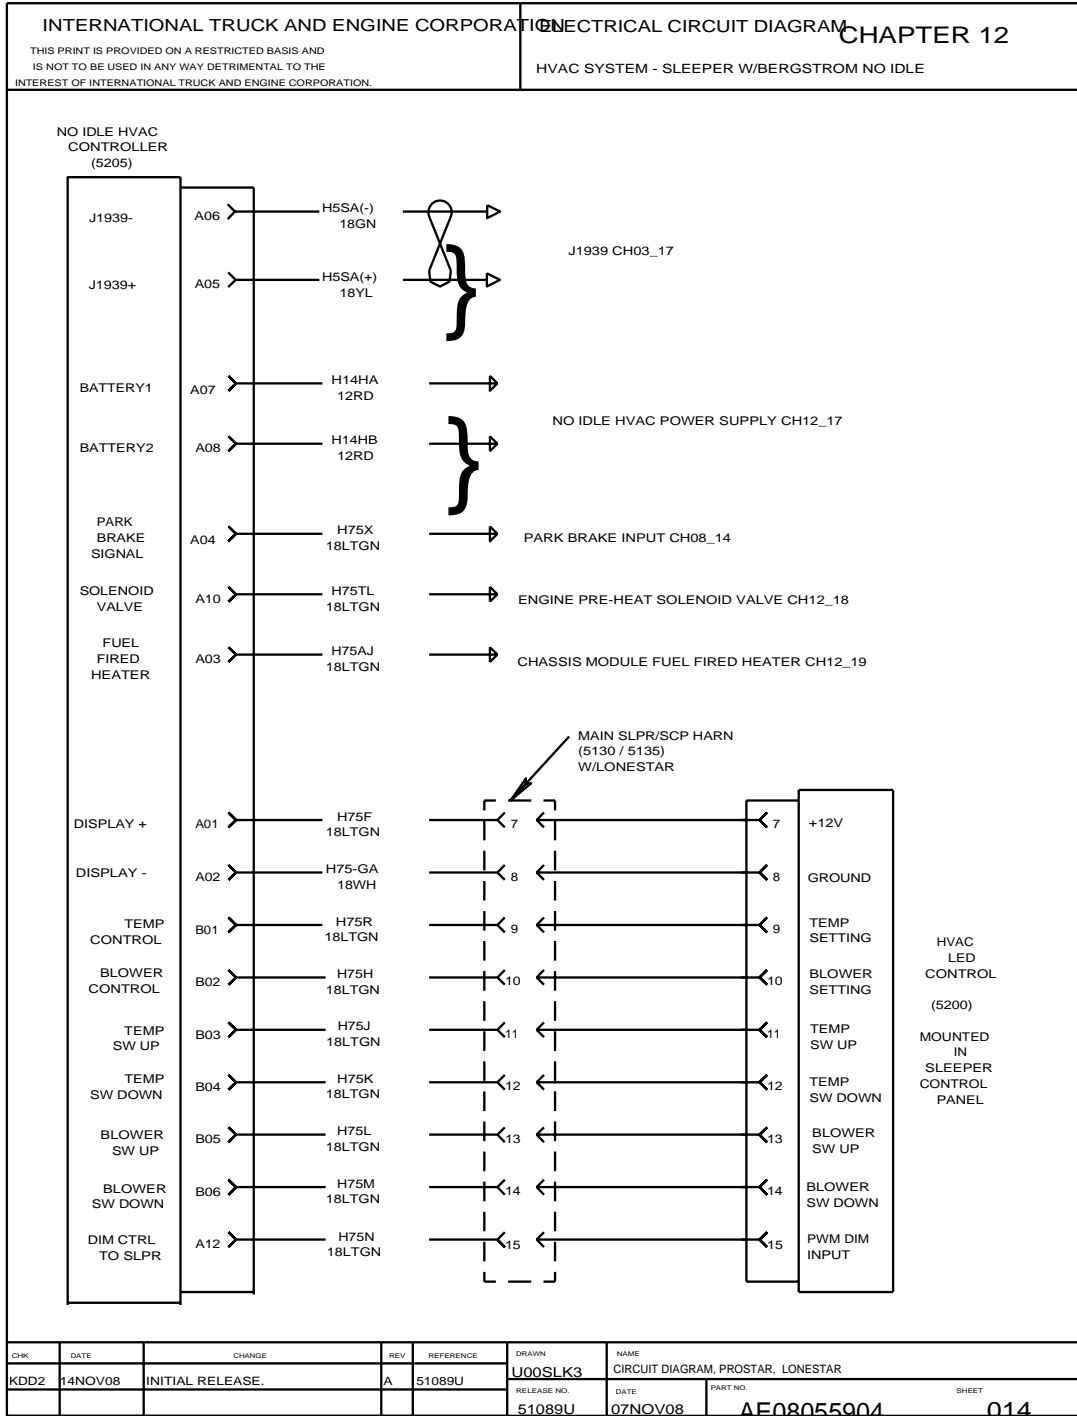 INTERNATIONAL TRUCK AND ENGINE CORPORATION
THIS PRINT IS PROVIDED ON A RESTRICTED BASIS AND
IS NOT TO BE USED IN ANY WAY DETRIMENTAL TO THE
INTEREST OF INTERNATIONAL TRUCK AND ENGINE CORPORATION.
ELECTRICAL CIRCUIT DIAGRAM
CHAPTER 12
HVAC SYSTEM - SLEEPER W/BERGSTROM NO IDLE
NO IDLE HVAC
CONTROLLER
(5205)
J1939-
A06
H5SA(-)
18GN
J1939 CH03_17
J1939+
A05
H5SA(+)
18YL
}
BATTERY1
A07
H14HA
12RD
NO IDLE HVAC POWER SUPPLY CH12_17
BATTERY2
A08
H14HB
12RD
}
PARK
BRAKE
SIGNAL
A04
H75X
18LTGN
PARK BRAKE INPUT CH08_14
SOLENOID
VALVE
A10
H75TL
18LTGN
ENGINE PRE-HEAT SOLENOID VALVE CH12_18
FUEL
FIRED
HEATER
A03
H75AJ
18LTGN
CHASSIS MODULE FUEL FIRED HEATER CH12_19
MAIN SLPR/SCP HARN
(5130 / 5135)
W/LONESTAR
DISPLAY +
A01
H75F
18LTGN
7
7
+12V
DISPLAY -
A02
H75-GA
18WH
8
8
GROUND
TEMP
CONTROL
B01
H75R
18LTGN
9
9
TEMP
SETTING
BLOWER
CONTROL
B02
H75H
18LTGN
10
10
BLOWER
SETTING
TEMP
SW UP
B03
H75J
18LTGN
11
11
TEMP
SW UP
TEMP
SW DOWN
B04
H75K
18LTGN
12
12
TEMP
SW DOWN
BLOWER
SW UP
B05
H75L
18LTGN
13
13
BLOWER
SW UP
BLOWER
SW DOWN
B06
H75M
18LTGN
14
14
BLOWER
SW DOWN
DIM CTRL
TO SLPR
A12
H75N
18LTGN
15
15
PWM DIM
INPUT
HVAC
LED
CONTROL
(5200)
MOUNTED
IN
SLEEPER
CONTROL
PANEL
CHK DATE CHANGE REV REFERENCE
KDD2 14NOV08 INITIAL RELEASE. A 51089U
DRAWN
U00SLK3
NAME
CIRCUIT DIAGRAM, PROSTAR, LONESTAR
RELEASE NO.
51089U
DATE
07NOV08
PART NO.
AE08055904
SHEET
014